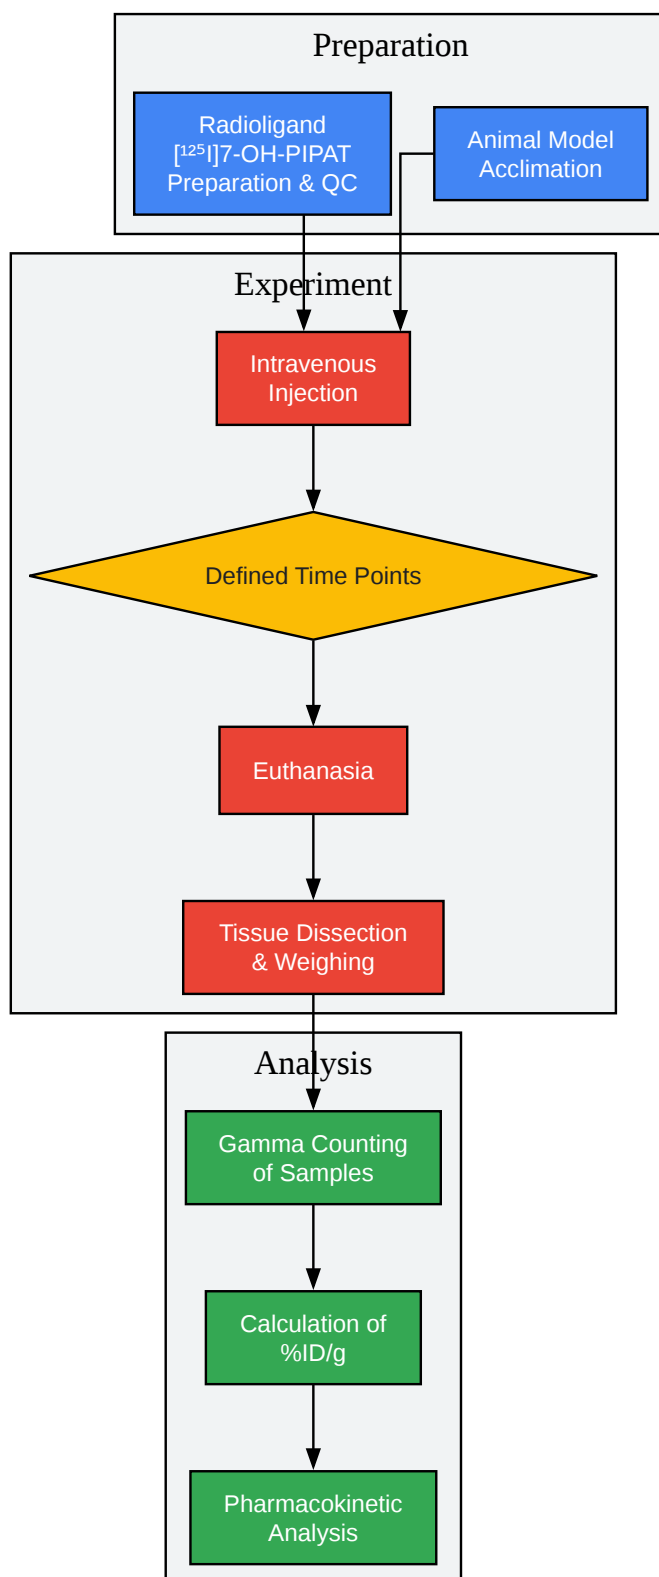 Preparation
Radioligand
[¹²⁵I]7-OH-PIPAT
Preparation & QC
Animal Model
Acclimation
Experiment
Intravenous
Injection
Defined Time Points
Euthanasia
Tissue Dissection
& Weighing
Analysis
Gamma Counting
of Samples
Calculation of
%ID/g
Pharmacokinetic
Analysis